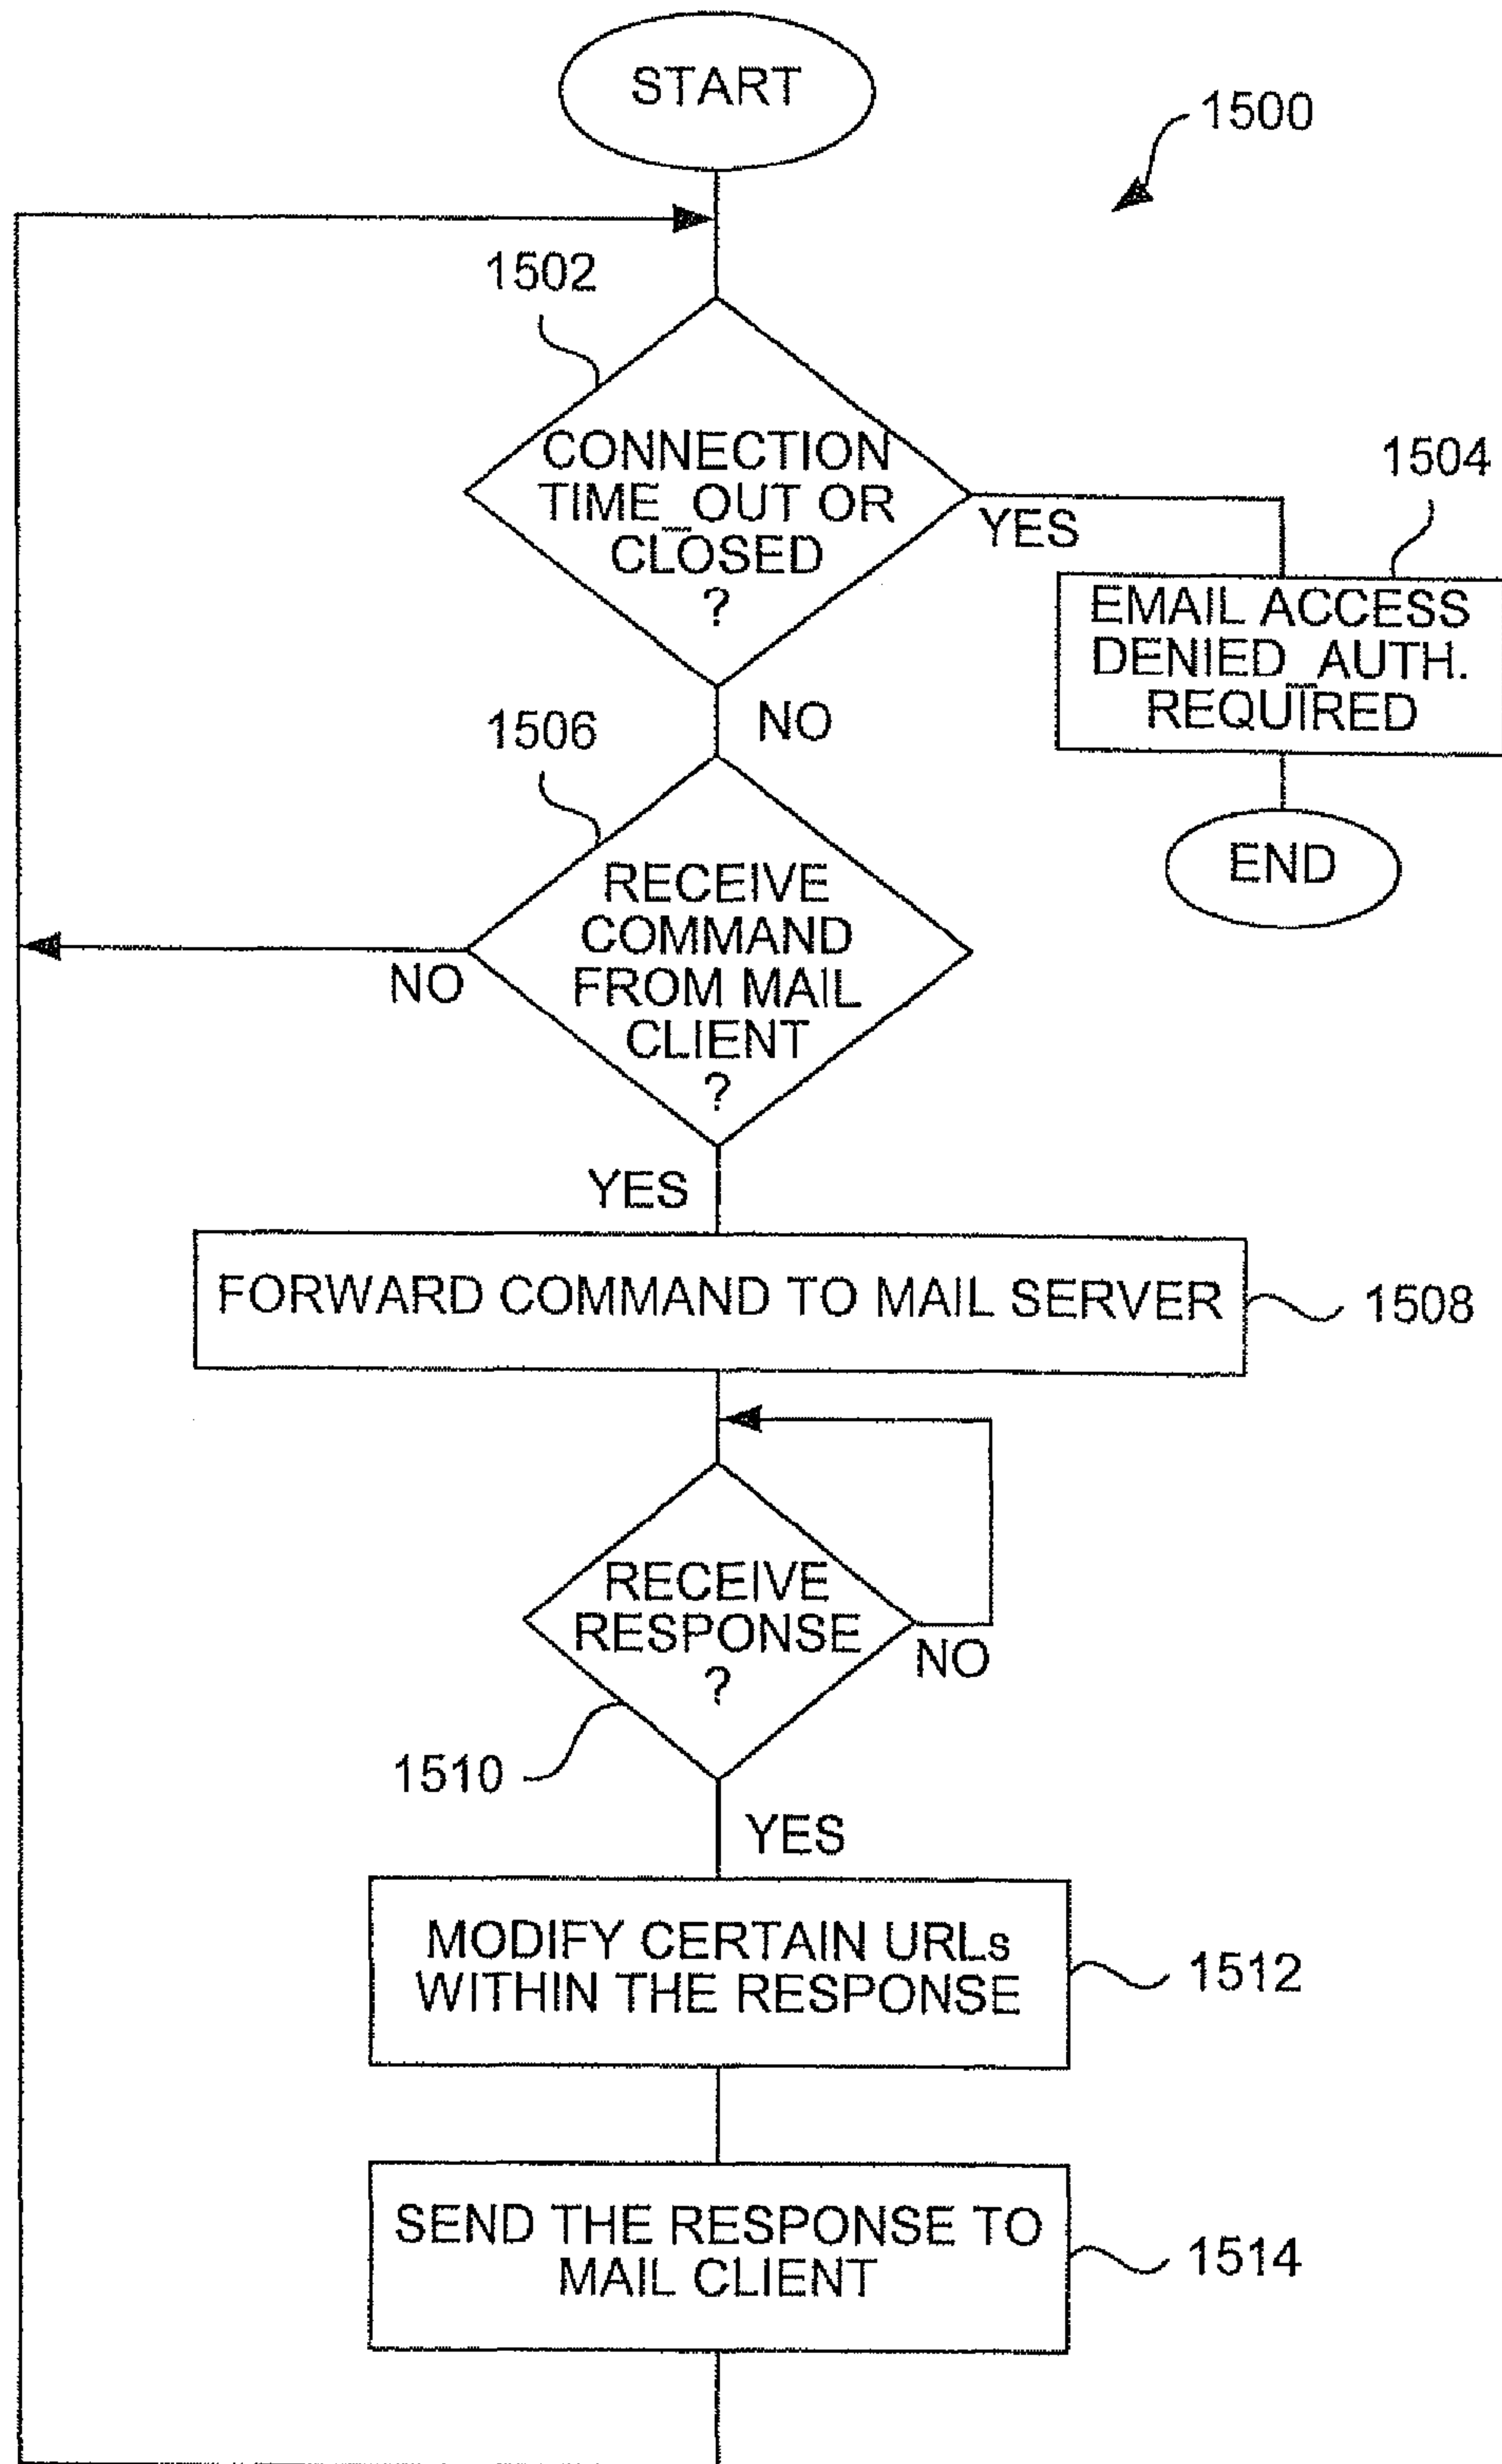 START
1500
1502
CONNECTION
TIME_OUT OR
CLOSED
?
YES
1504
EMAIL ACCESS
DENIED_AUTH.
REQUIRED
END
NO
1506
RECEIVE
COMMAND
FROM MAIL
CLIENT
?
NO
YES
FORWARD COMMAND TO MAIL SERVER
1508
RECEIVE
RESPONSE
?
NO
1510
YES
MODIFY CERTAIN URLs
WITHIN THE RESPONSE
1512
SEND THE RESPONSE TO
MAIL CLIENT
1514